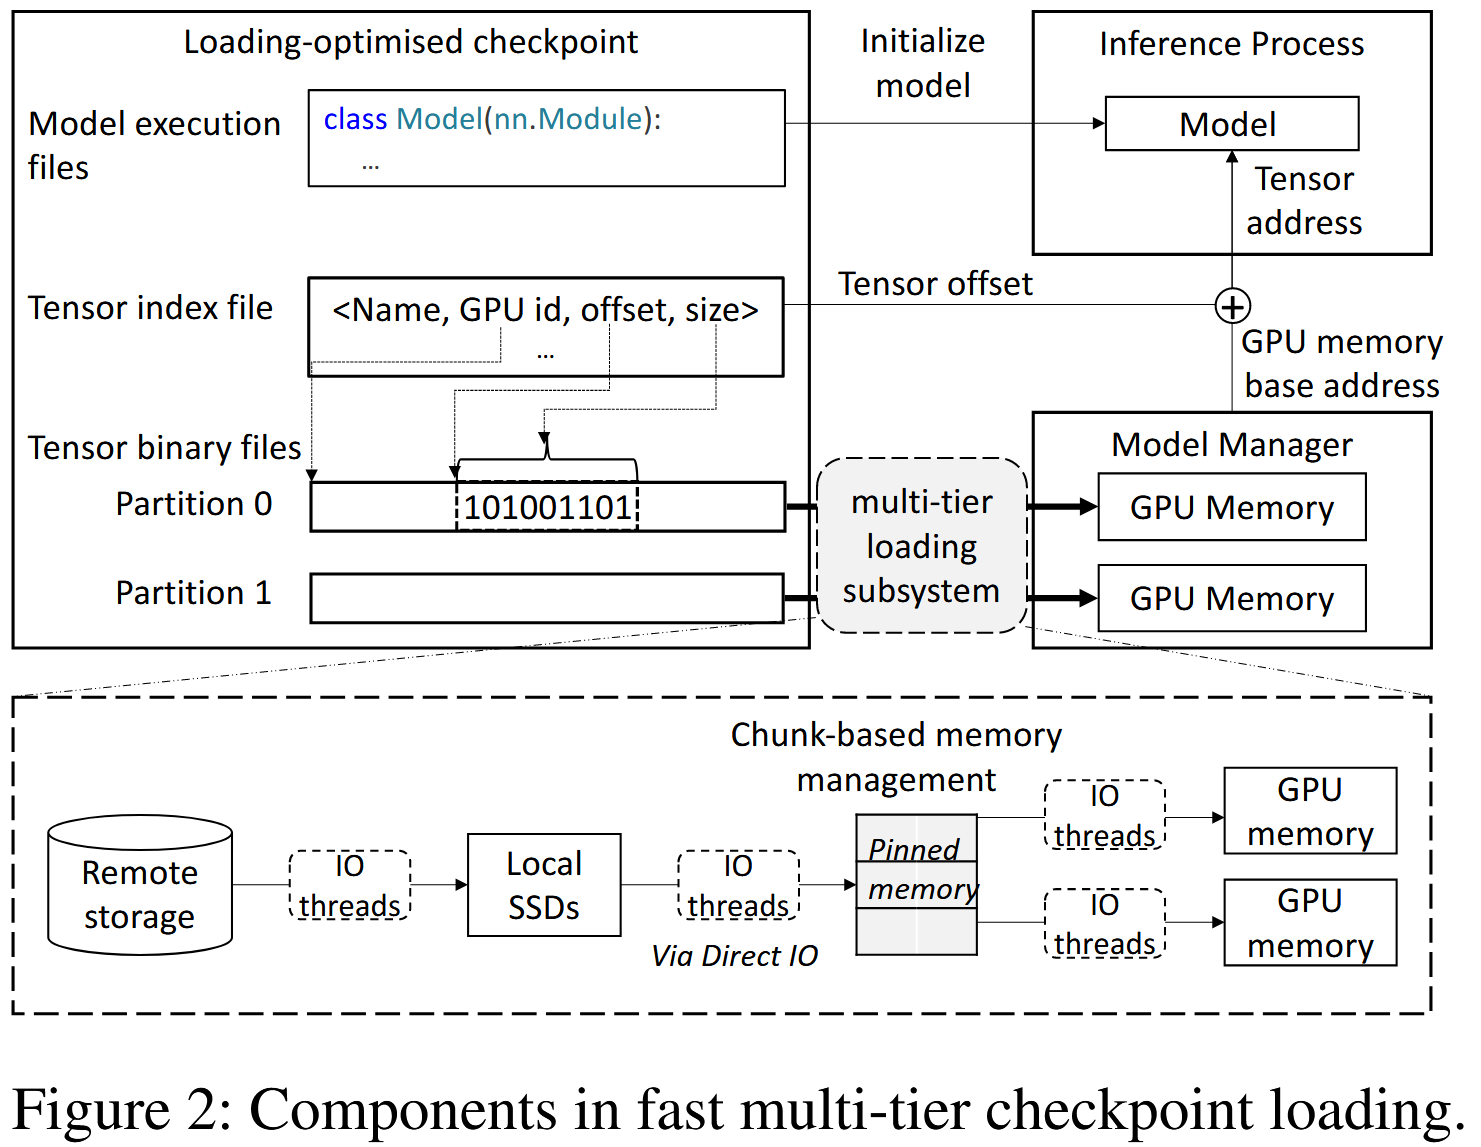 Loading-optimised checkpoint
Model execution
files
class Model(nn.Module):
...
Initialize
model
Inference Process
Model
Tensor
address
Tensor index file
<Name, GPU id, offset, size>
...
Tensor offset
+
GPU memory
base address
Tensor binary files
Partition 0
101001101
Partition 1
multi-tier
loading
subsystem
Model Manager
GPU Memory
GPU Memory
Chunk-based memory
management
Remote
storage
IO
threads
Local
SSDs
IO
threads
Via Direct IO
Pinned
memory
IO
threads
GPU
memory
IO
threads
GPU
memory
Figure 2: Components in fast multi-tier checkpoint loading.